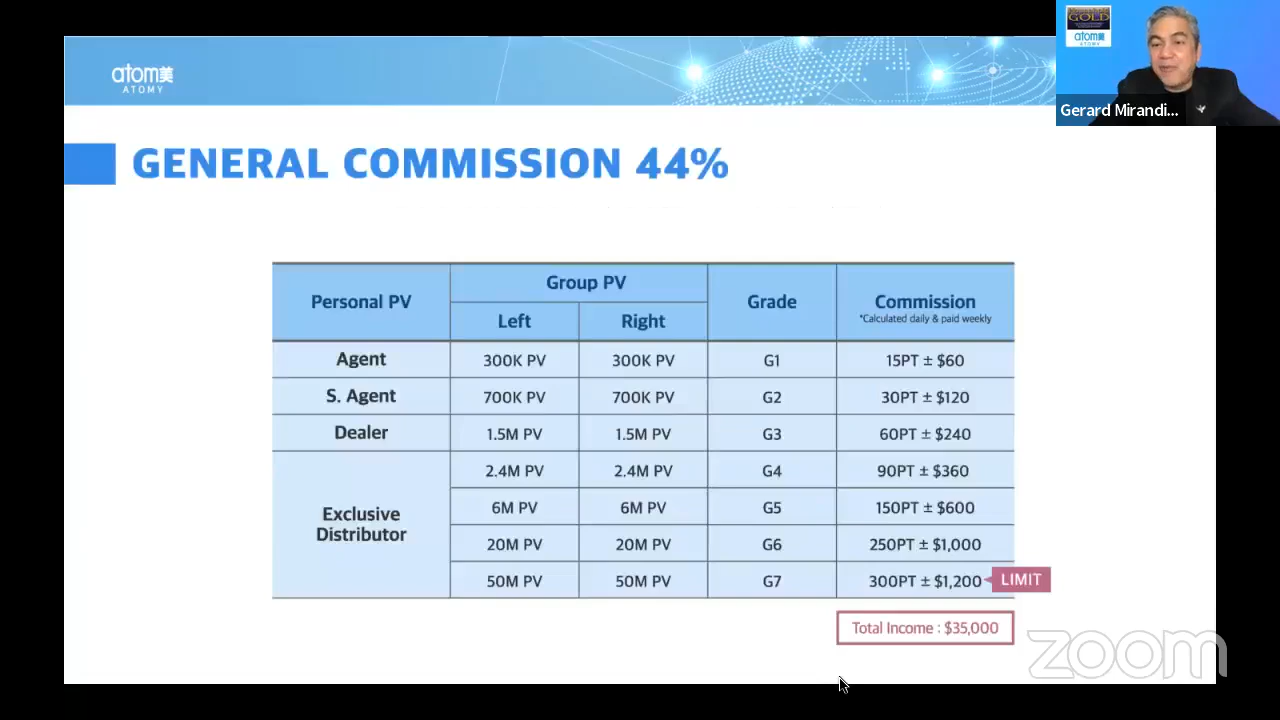 GOLD
atom美
ATOMY
Gerard Mirandi...
atom美
ATOMY
GENERAL COMMISSION 44%
Personal PV
Group PV
Left
Right
Grade
Commission
*Calculated daily & paid weekly
Agent
300K PV
300K PV
G1
15PT ± $60
S. Agent
700K PV
700K PV
G2
30PT ± $120
Dealer
1.5M PV
1.5M PV
G3
60PT ± $240
Exclusive
Distributor
2.4M PV
2.4M PV
G4
90PT ± $360
6M PV
6M PV
G5
150PT ± $600
20M PV
20M PV
G6
250PT ± $1,000
50M PV
50M PV
G7
300PT ± $1,200
LIMIT
Total Income : $35,000
zoom